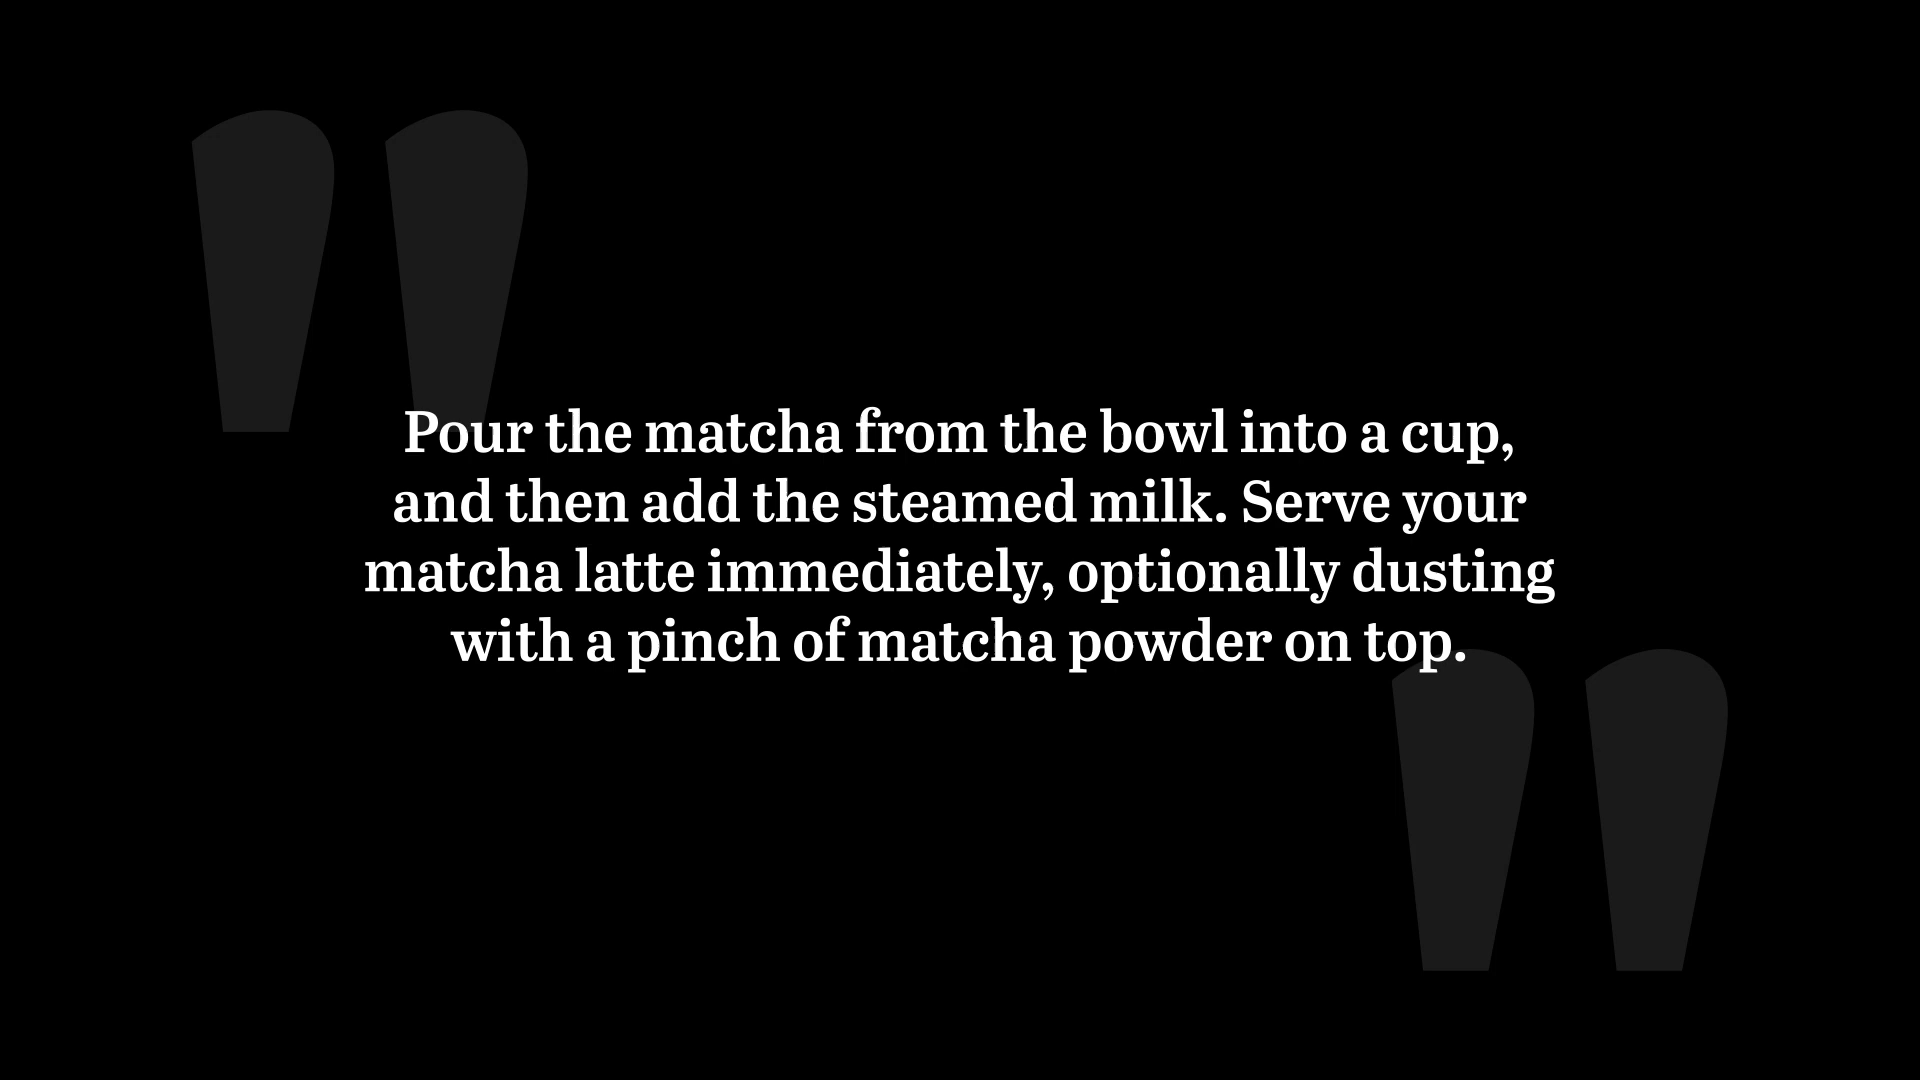 Pour the matcha from the bowl into a cup,
and then add the steamed milk. Serve your
matcha latte immediately, optionally dusting
with a pinch of matcha powder on top.